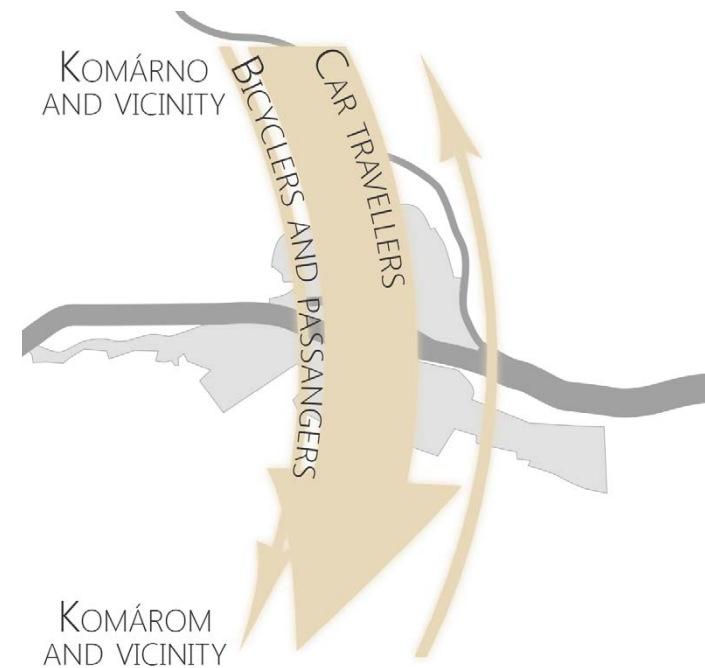 KOMÁRNO
AND VICINITY
BICYCLERS AND PASSANGERS
CAR TRAVELLERS
KOMÁROM
AND VICINITY